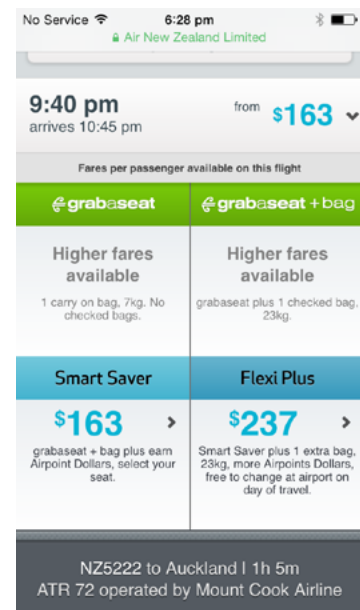 No Service 6:28 pm
Air New Zealand Limited
9:40 pm
arrives 10:45 pm
from $163
Fares per passenger available on this flight
grabaseat
Higher fares
available
1 carry on bag, 7kg. No
checked bags.
grabaseat + bag
Higher fares
available
grabaseat plus 1 checked bag,
23kg.
Smart Saver
$163
grabaseat + bag plus earn
Airpoint Dollars, select your
seat.
Flexi Plus
$237
Smart Saver plus 1 extra bag,
23kg, more Airpoints Dollars,
free to change at airport on
day of travel.
NZ5222 to Auckland | 1h 5m
ATR 72 operated by Mount Cook Airline